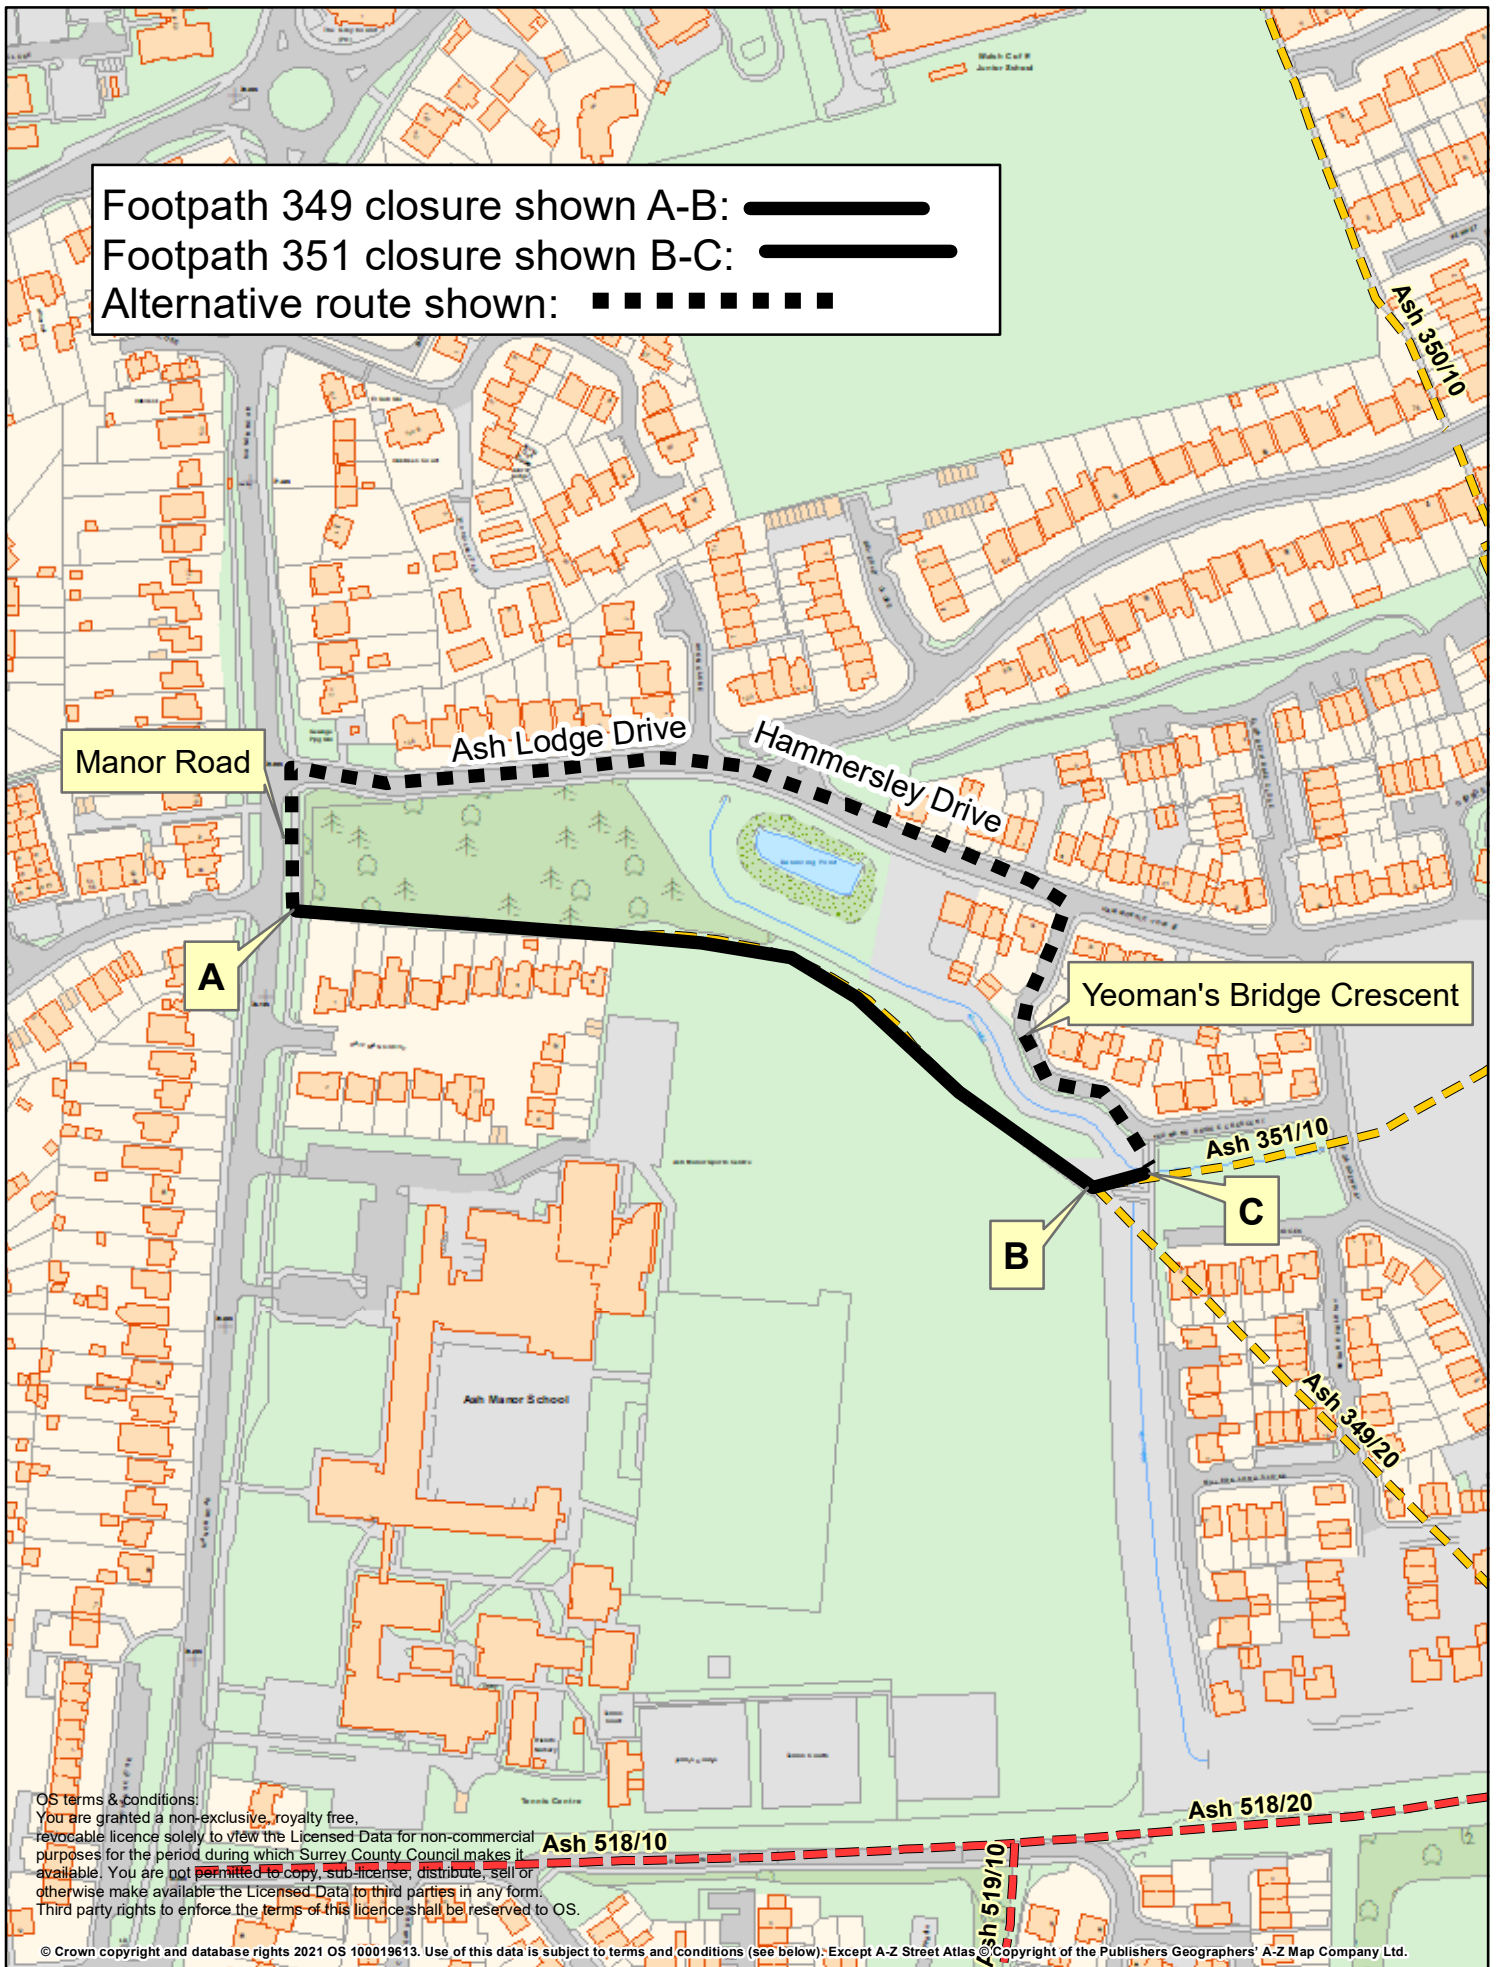 Walsh C of E
Junior School
Footpath 349 closure shown A-B:
Footpath 351 closure shown B-C:
Alternative route shown:
Ash 350/10
Ash Lodge Drive
Hammersley Drive
Manor Road
A
Yeoman's Bridge Crescent
Ash 351/10
C
B
Ash Manor School
Ash 349/20
Tennis Centre
OS terms & conditions:
You are granted a non-exclusive, royalty free,
revocable licence solely to view the Licensed Data for non-commercial
purposes for the period during which Surrey County Council makes it
available. You are not permitted to copy, sub-license, distribute, sell or
otherwise make available the Licensed Data to third parties in any form.
Third party rights to enforce the terms of this licence shall be reserved to OS.
Ash 518/10
Ash 518/20
Ash 519/10
© Crown copyright and database rights 2021 OS 100019613. Use of this data is subject to terms and conditions (see below). Except A-Z Street Atlas © Copyright of the Publishers Geographers' A-Z Map Company Ltd.